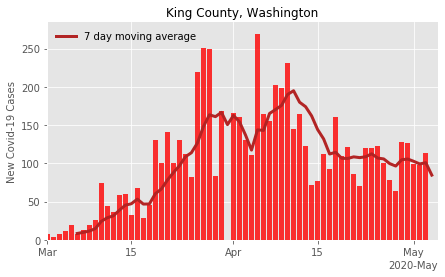 King County, Washington
7 day moving average
New Covid-19 Cases
250
200
150
100
50
0
Mar
15
Apr
15
May
2020-May